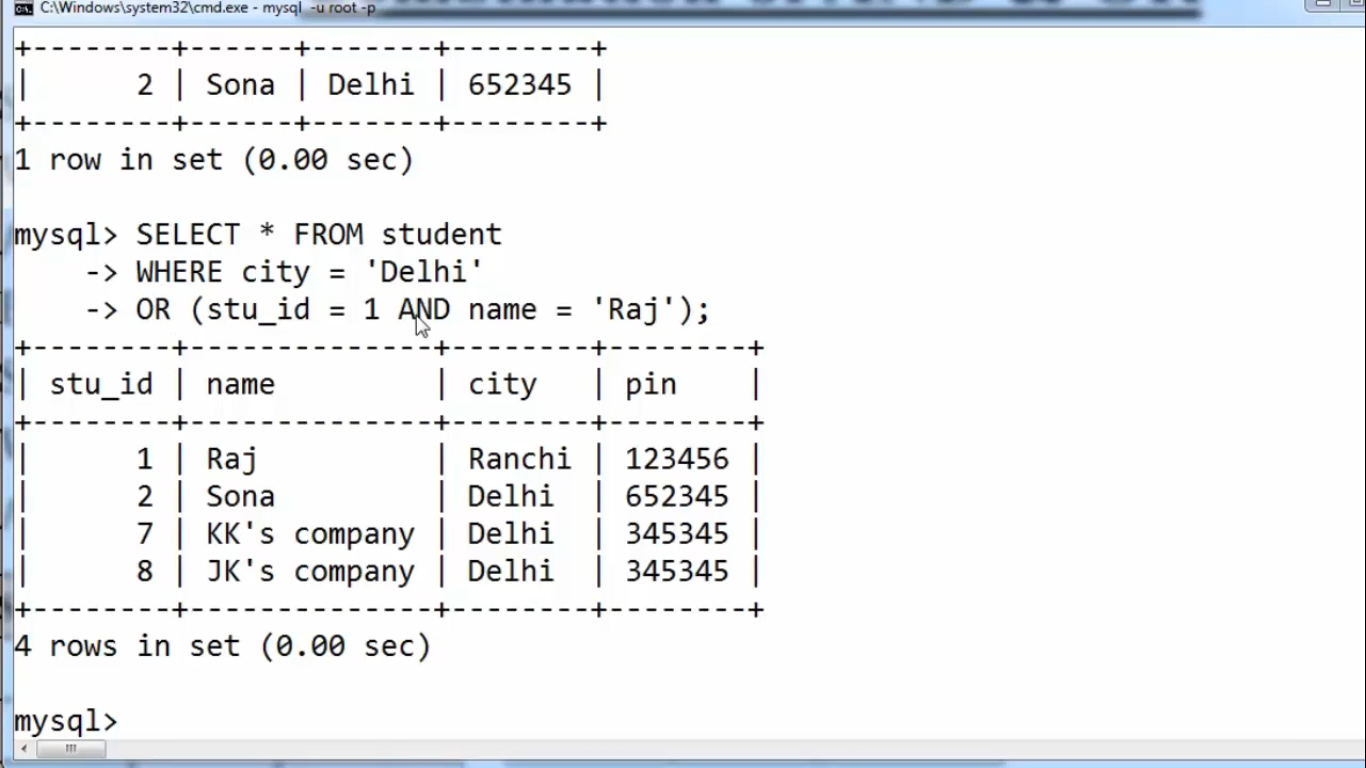 C:\Windows\system32\cmd.exe - mysql -u root -p
+--------+------+-------+--------+
|      2 | Sona | Delhi | 652345 |
+--------+------+-------+--------+
1 row in set (0.00 sec)

mysql> SELECT * FROM student
    -> WHERE city = 'Delhi'
    -> OR (stu_id = 1 AND name = 'Raj');
+--------+--------------+--------+--------+
| stu_id | name         | city   | pin    |
+--------+--------------+--------+--------+
|      1 | Raj          | Ranchi | 123456 |
|      2 | Sona         | Delhi  | 652345 |
|      7 | KK's company | Delhi  | 345345 |
|      8 | JK's company | Delhi  | 345345 |
+--------+--------------+--------+--------+
4 rows in set (0.00 sec)

mysql>